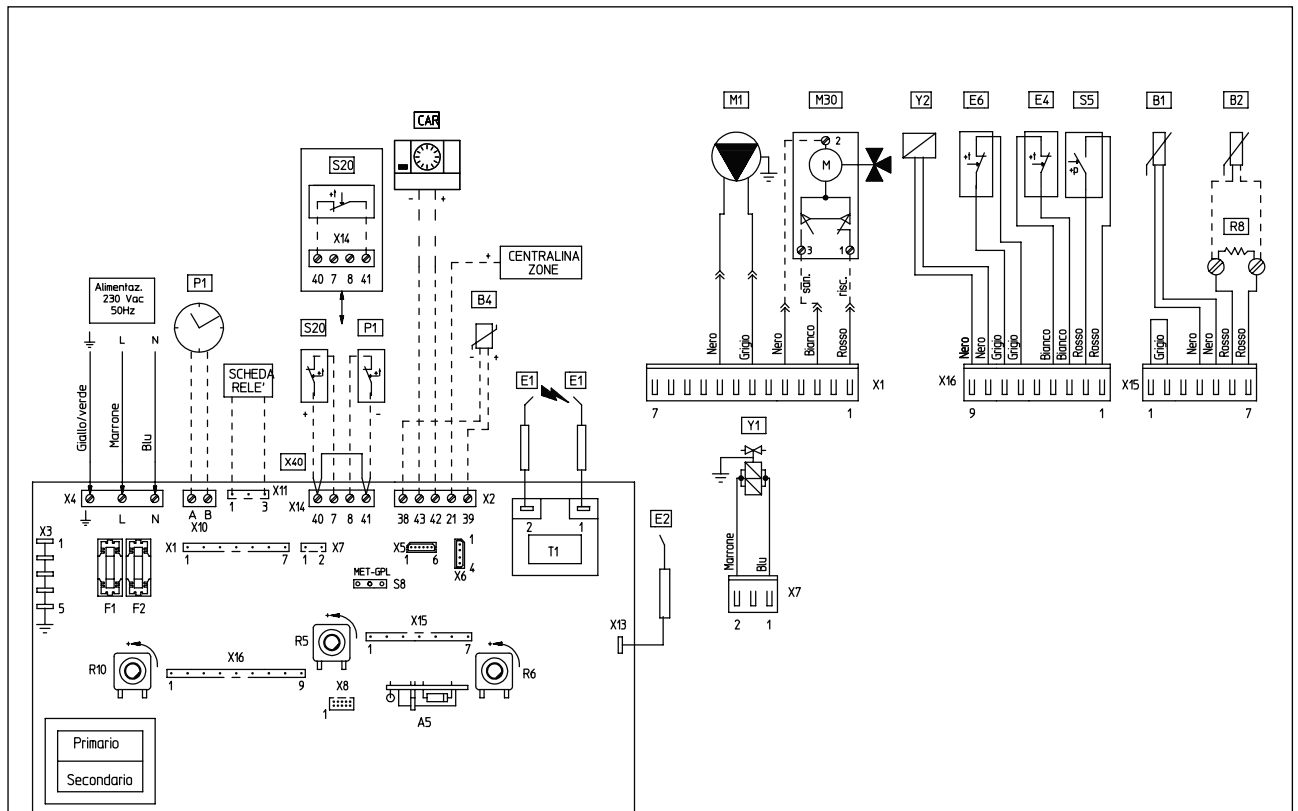 M1
M30
Y2
E6
E4
S5
B1
B2
CAR
S20
2
M
+t
+t
+p
R8
+t
X14
3
1
- +
san.
risc.
40 7 8 41
+
CENTRALINA
ZONE
Alimentaz.
230 Vac
50Hz
P1
B4
L N
S20
P1
- +
SCHEDA
RELE'
+t
+t
E1
E1
Nero
Grigio
Nero
Bianco
Rosso
Nero
Nero
Grigio
Grigio
Bianco
Bianco
Rosso
Rosso
Grigio
Nero
Nero
Rosso
Rosso
+
-
X1
X16
X15
7 1
9 1
1 7
Giallo/verde
Marrone
Blu
X40
Y1
X4
L N
A B
X10
1 3
X11
X14
40 7 8 41
38 43 42 21 39
X2
2 1
T1
E2
Marrone
Blu
X3
1
5
X1
1 7
1 2
X7
X5
1 6
1
4
X6
MET-GPL
S8
F1 F2
X7
2 1
X13
R10
+
X16
1 9
R5
+
X15
1 7
+
R6
X8
1
A5
Primario
Secondario